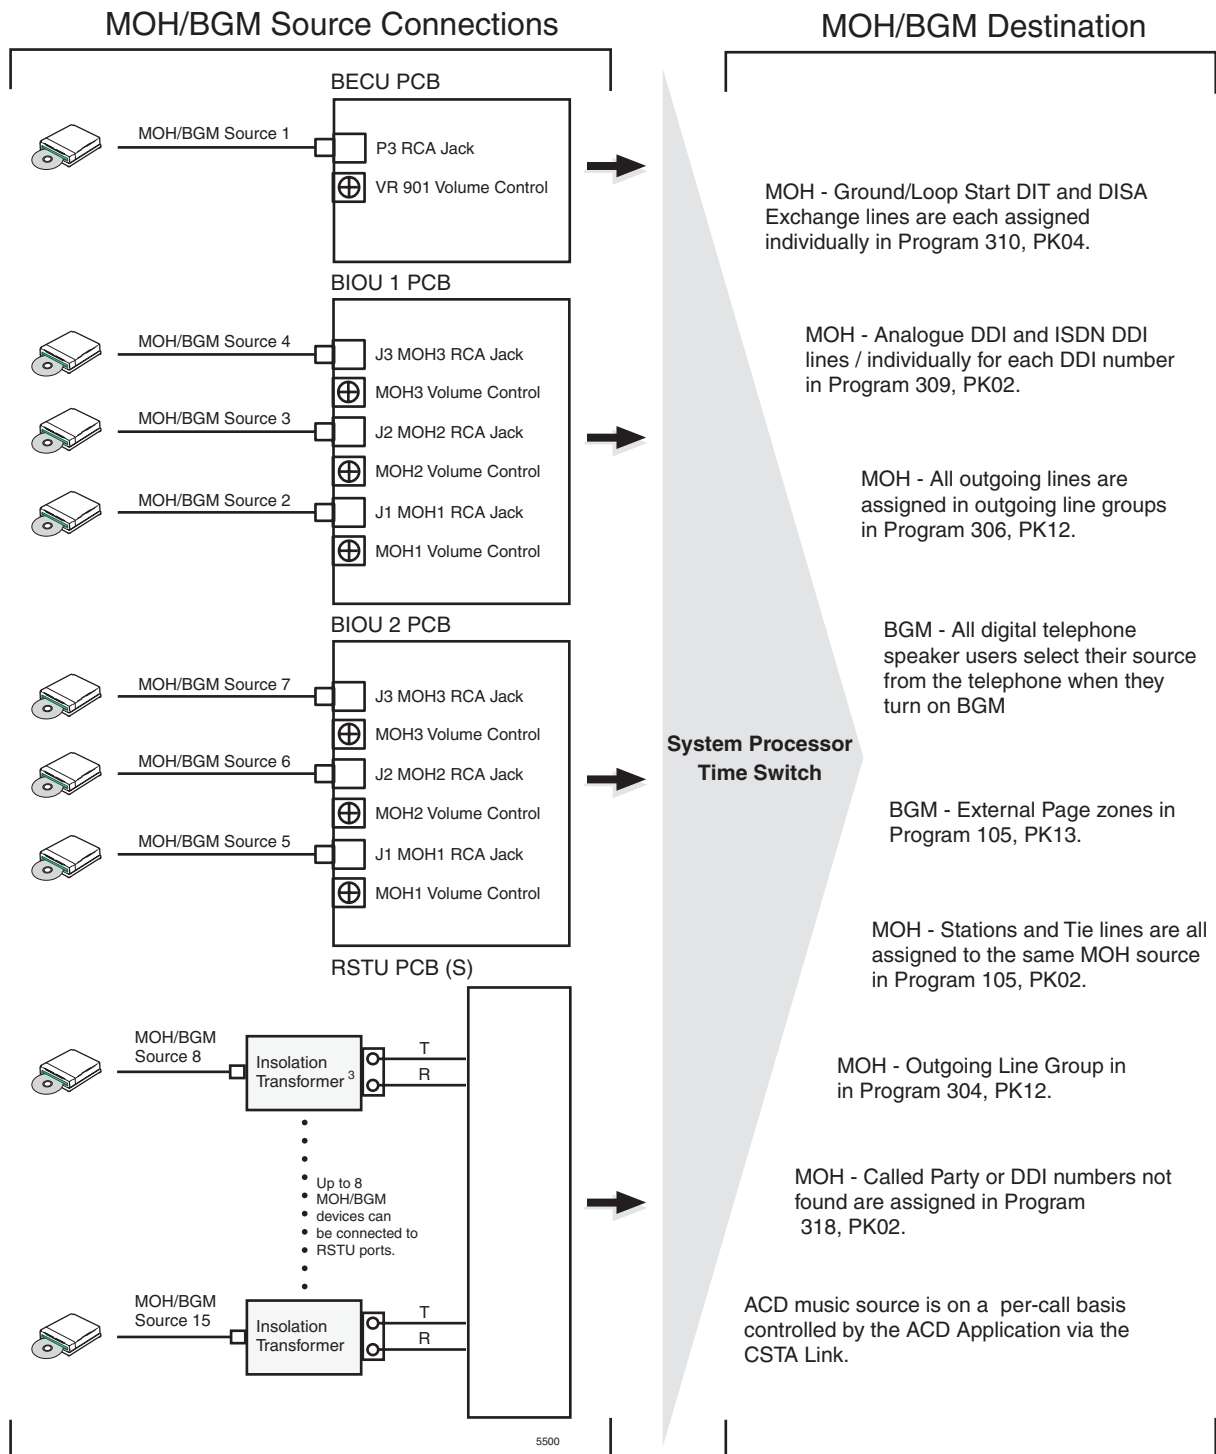 MOH/BGM Source Connections
MOH/BGM Destination
BECU PCB
MOH/BGM Source 1
P3 RCA Jack
VR 901 Volume Control
BIOU 1 PCB
MOH/BGM Source 4
J3 MOH3 RCA Jack
MOH3 Volume Control
MOH/BGM Source 3
J2 MOH2 RCA Jack
MOH2 Volume Control
MOH/BGM Source 2
J1 MOH1 RCA Jack
MOH1 Volume Control
BIOU 2 PCB
MOH/BGM Source 7
J3 MOH3 RCA Jack
MOH3 Volume Control
MOH/BGM Source 6
J2 MOH2 RCA Jack
MOH2 Volume Control
MOH/BGM Source 5
J1 MOH1 RCA Jack
MOH1 Volume Control
RSTU PCB (S)
MOH/BGM
Source 8
Insolation
Transformer 3
T
R
Up to 8
MOH/BGM
devices can
be connected to
RSTU ports.
MOH/BGM
Source 15
Insolation
Transformer
T
R
5500
System Processor
Time Switch
MOH - Ground/Loop Start DIT and DISA
Exchange lines are each assigned
individually in Program 310, PK04.
MOH - Analogue DDI and ISDN DDI
lines / individually for each DDI number
in Program 309, PK02.
MOH - All outgoing lines are
assigned in outgoing line groups
in Program 306, PK12.
BGM - All digital telephone
speaker users select their source
from the telephone when they
turn on BGM
BGM - External Page zones in
Program 105, PK13.
MOH - Stations and Tie lines are all
assigned to the same MOH source
in Program 105, PK02.
MOH - Outgoing Line Group in
in Program 304, PK12.
MOH - Called Party or DDI numbers not
found are assigned in Program
318, PK02.
ACD music source is on a per-call basis
controlled by the ACD Application via the
CSTA Link.